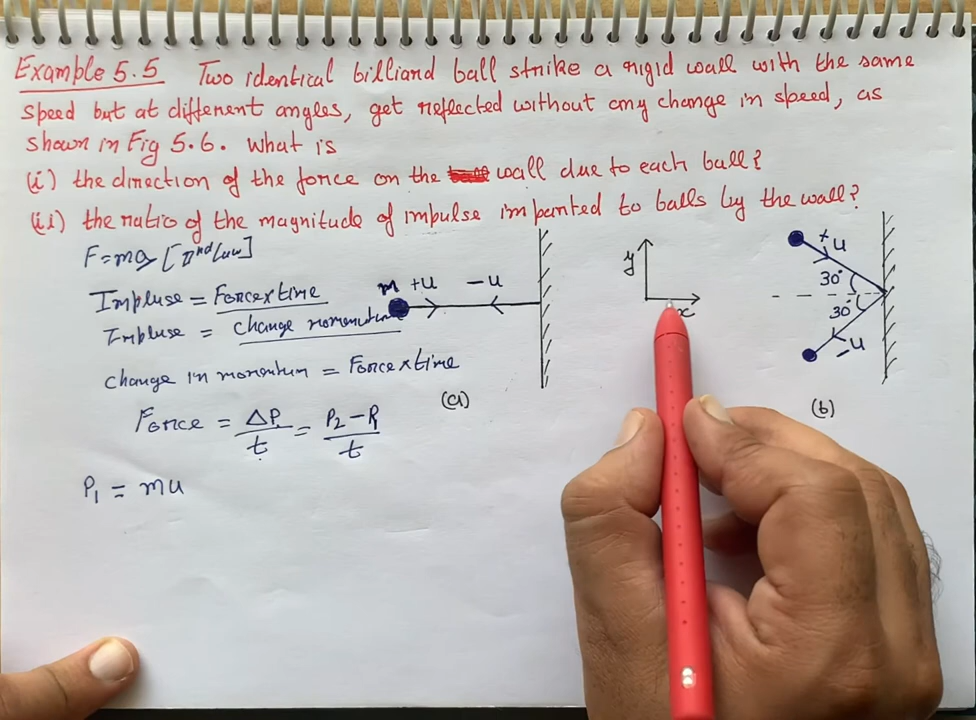 Example 5.5 Two identical billiard ball strike a rigid wall with the same
speed but at different angles, get reflected without any change in speed, as
shown in Fig 5.6. What is
(i) the direction of the force on the wall due to each ball?
(ii) the ratio of the magnitude of impulse imparted to balls by the wall?
F=ma [IInd Law]
Impluse = Force×time
Impluse = change momentum
change in momentum = Force×time
Force = ΔP/t = P2-P1/t
P1 = mu
m +u -u
(a)
y
x
+u
30°
30°
-u
(b)